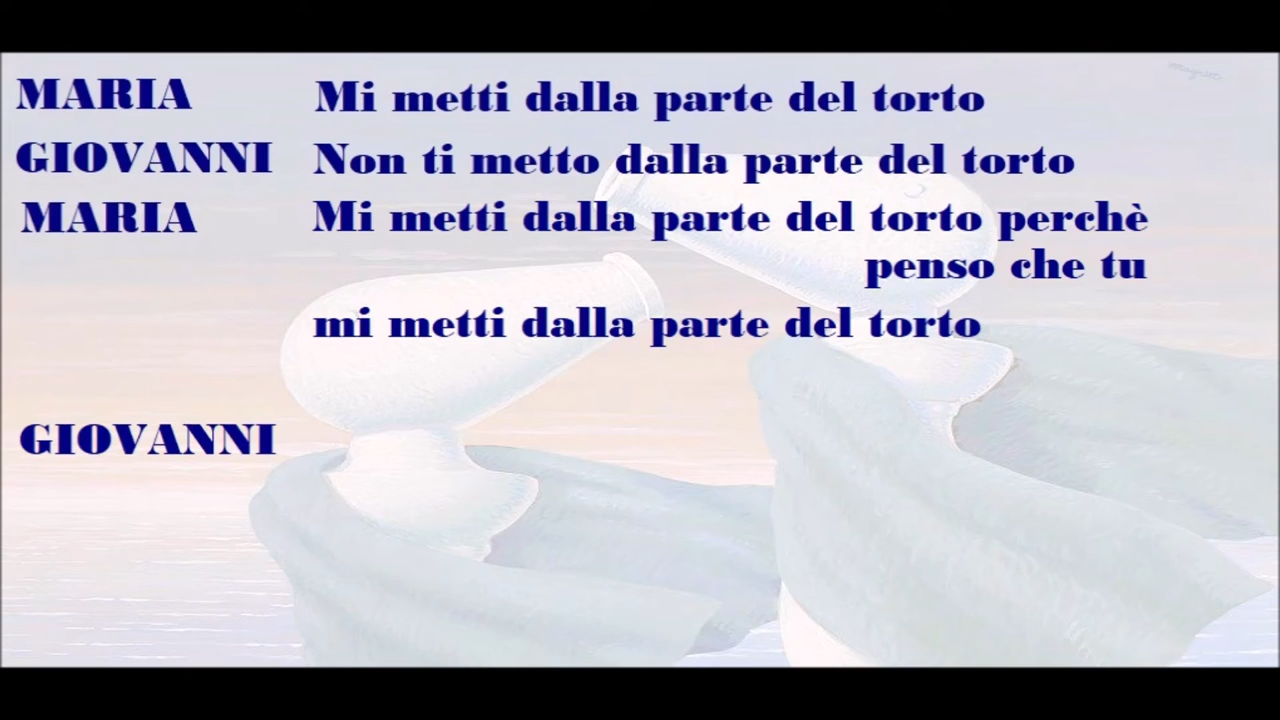 MARIA Mi metti dalla parte del torto
GIOVANNI Non ti metto dalla parte del torto
MARIA Mi metti dalla parte del torto perchè
penso che tu
mi metti dalla parte del torto
GIOVANNI